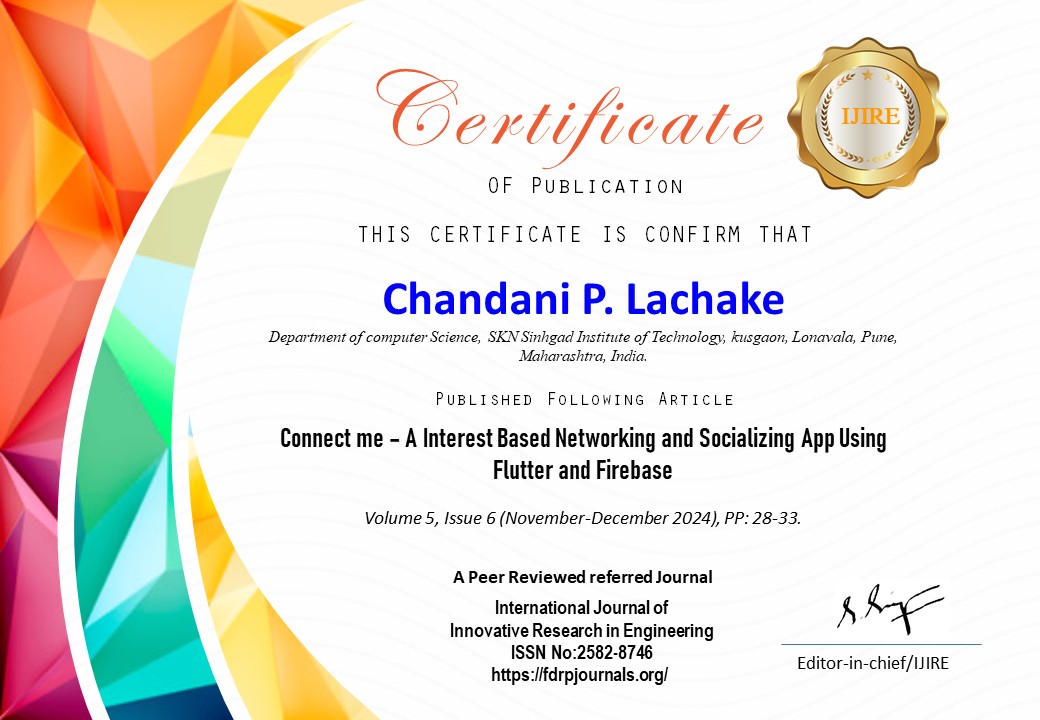 Certificate
IJIRE
OF PUBLICATION
THIS CERTIFICATE IS CONFIRM THAT
Chandani P. Lachake
Department of computer Science, SKN Sinhgad Institute of Technology, kusgaon, Lonavala, Pune,
Maharashtra, India.
PUBLISHED FOLLOWING ARTICLE
Connect me – A Interest Based Networking and Socializing App Using
Flutter and Firebase
Volume 5, Issue 6 (November-December 2024), PP: 28-33.
A Peer Reviewed referred Journal
International Journal of
Innovative Research in Engineering
ISSN No:2582-8746
https://fdrpjournals.org/
Editor-in-chief/IJIRE